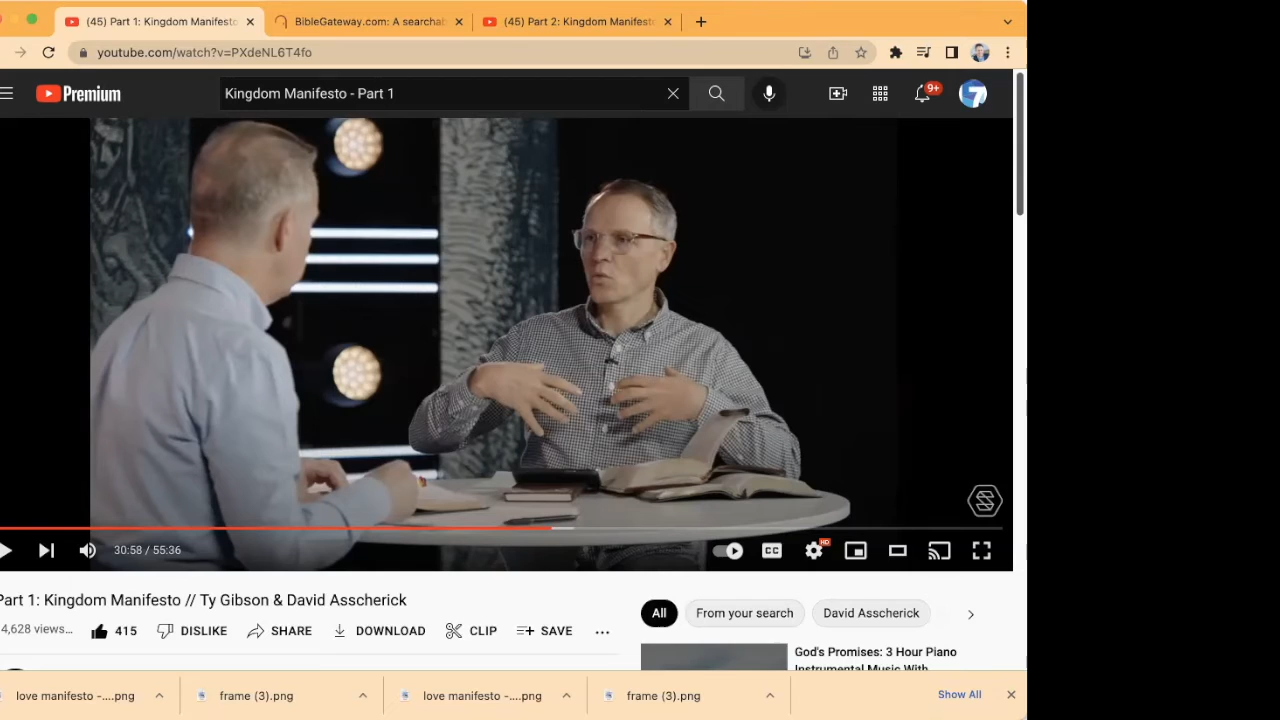 (45) Part 1: Kingdom Manifesto
BibleGateway.com: A searchab
(45) Part 2: Kingdom Manifesto
youtube.com/watch?v=PXdeNL6T4fo
Premium
Kingdom Manifesto - Part 1
9+
30:58 / 55:36
CC
HD
Part 1: Kingdom Manifesto // Ty Gibson & David Asscherick
4,628 views...
415
DISLIKE
SHARE
DOWNLOAD
CLIP
SAVE
...
All
From your search
David Asscherick
God's Promises: 3 Hour Piano
Instrumental Music With
love manifesto -....png
frame (3).png
love manifesto -....png
frame (3).png
Show All